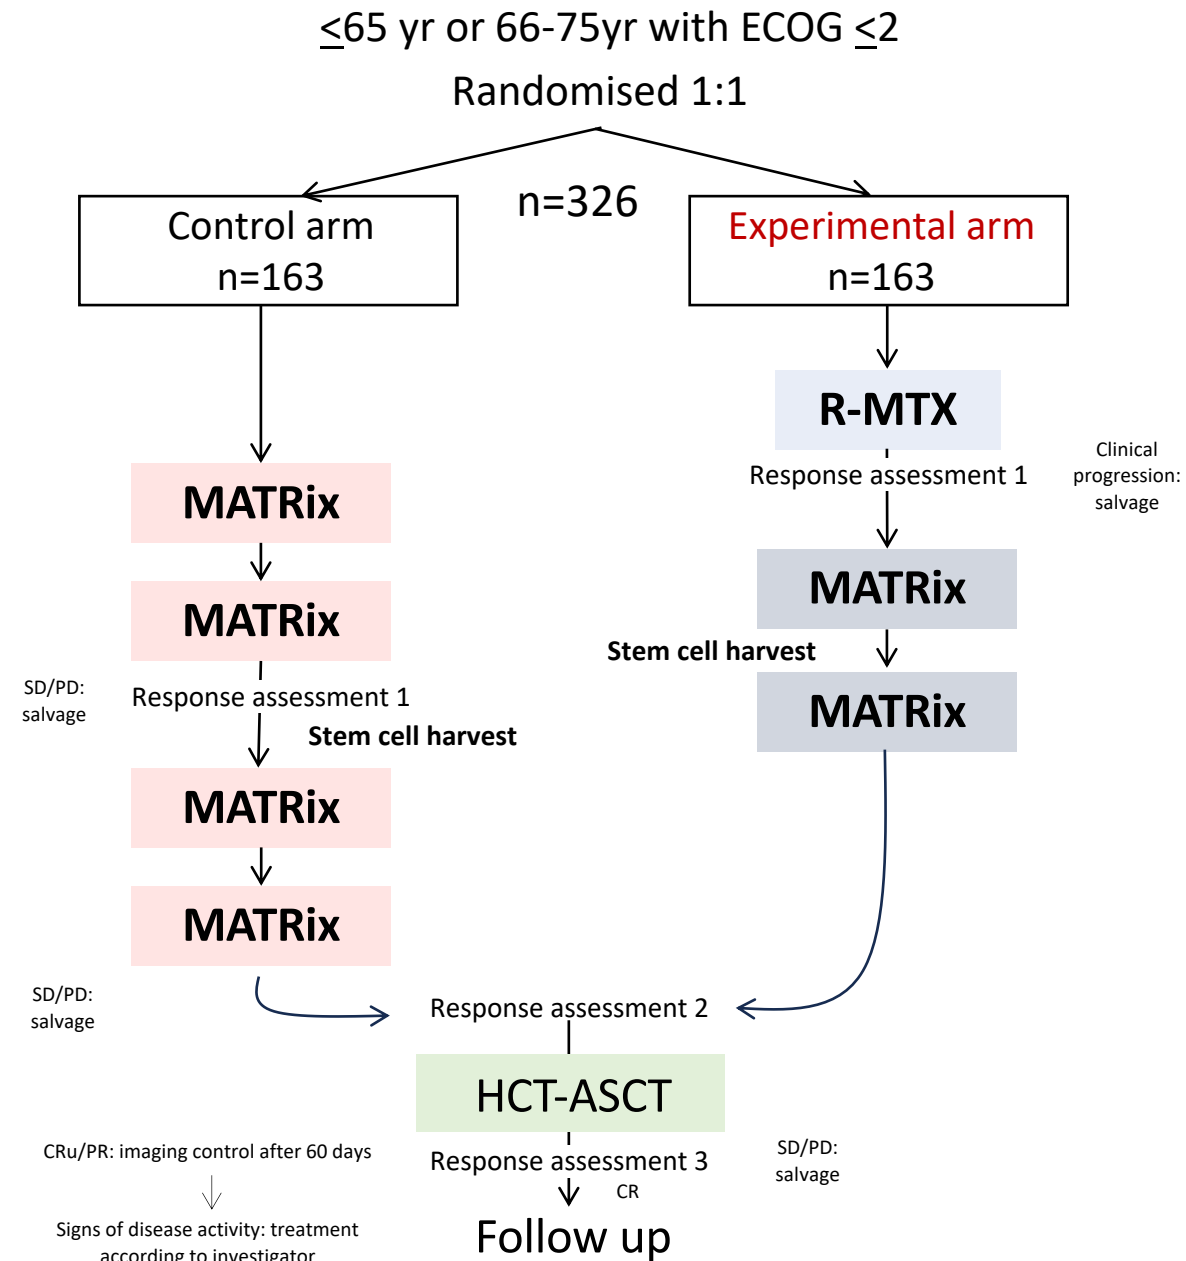 ≤65 yr or 66-75yr with ECOG ≤2
Randomised 1:1
n=326
Control arm
n=163
Experimental arm
n=163
R-MTX
Response assessment 1
Clinical
progression:
salvage
MATRix
Stem cell harvest
MATRix
MATRix
MATRix
SD/PD:
salvage
Response assessment 1
Stem cell harvest
MATRix
MATRix
SD/PD:
salvage
Response assessment 2
HCT-ASCT
Response assessment 3
SD/PD:
salvage
CR
Follow up
CRu/PR: imaging control after 60 days
Signs of disease activity: treatment
according to investigator